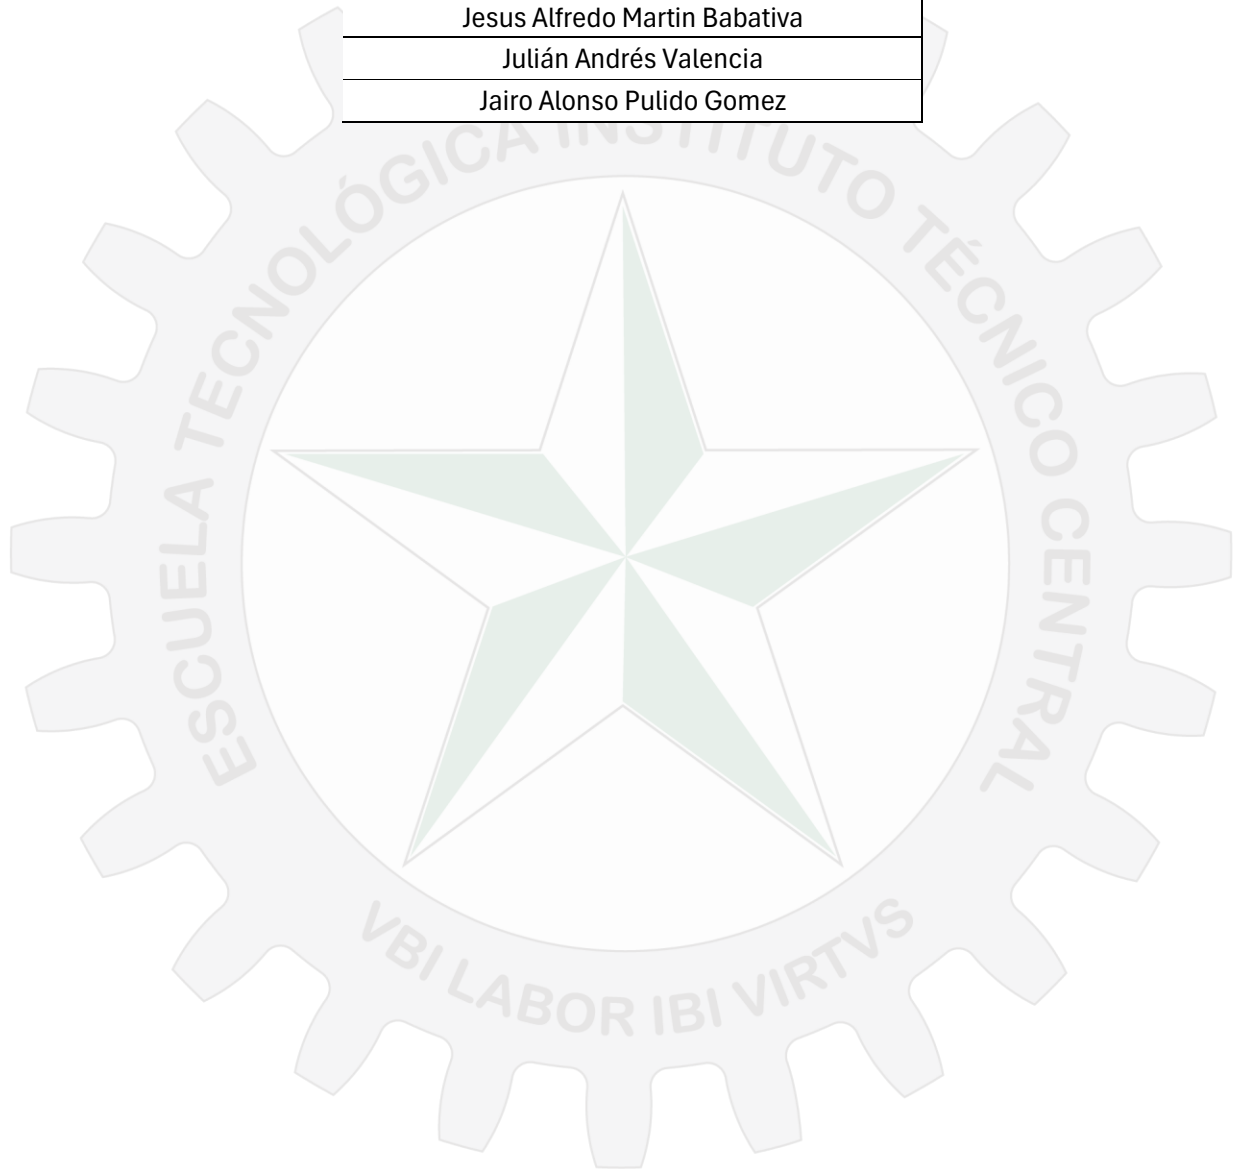 Jesus Alfredo Martin Babativa
Julián Andrés Valencia
Jairo Alonso Pulido Gomez
ESCUELA TECNOLÓGICA INSTITUTO TÉCNICO CENTRAL
VBI LABOR IBI VIRTVS